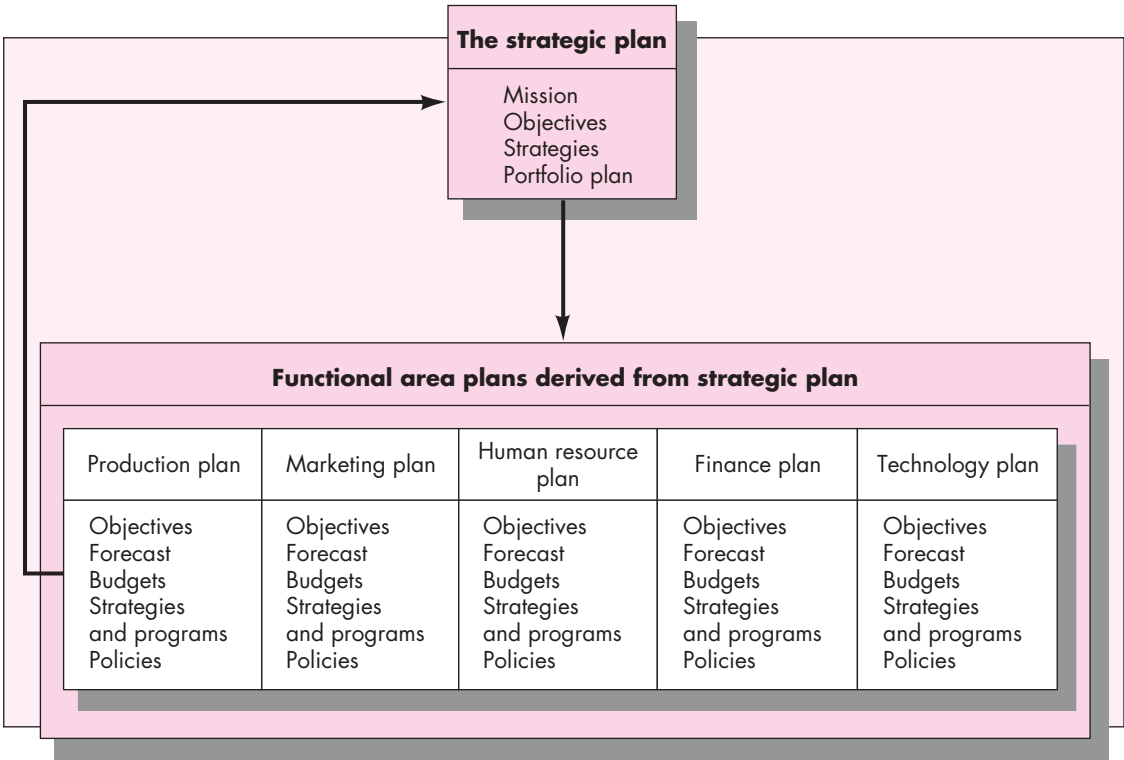 The strategic plan
Mission
Objectives
Strategies
Portfolio plan
Functional area plans derived from strategic plan
Production plan
Objectives
Forecast
Budgets
Strategies
and programs
Policies
Marketing plan
Objectives
Forecast
Budgets
Strategies
and programs
Policies
Human resource
plan
Objectives
Forecast
Budgets
Strategies
and programs
Policies
Finance plan
Objectives
Forecast
Budgets
Strategies
and programs
Policies
Technology plan
Objectives
Forecast
Budgets
Strategies
and programs
Policies